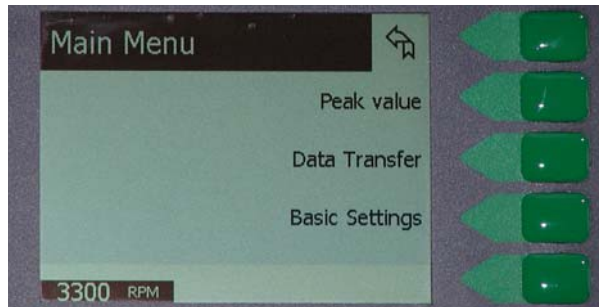 Main Menu
Peak value
Data Transfer
Basic Settings
3300 RPM